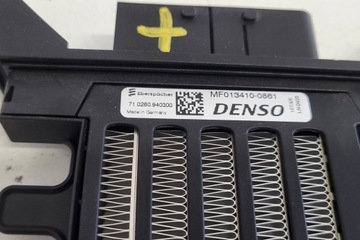 eberspächer
71.0280.940300
Made in Germany
MF013410-0861
DENSO